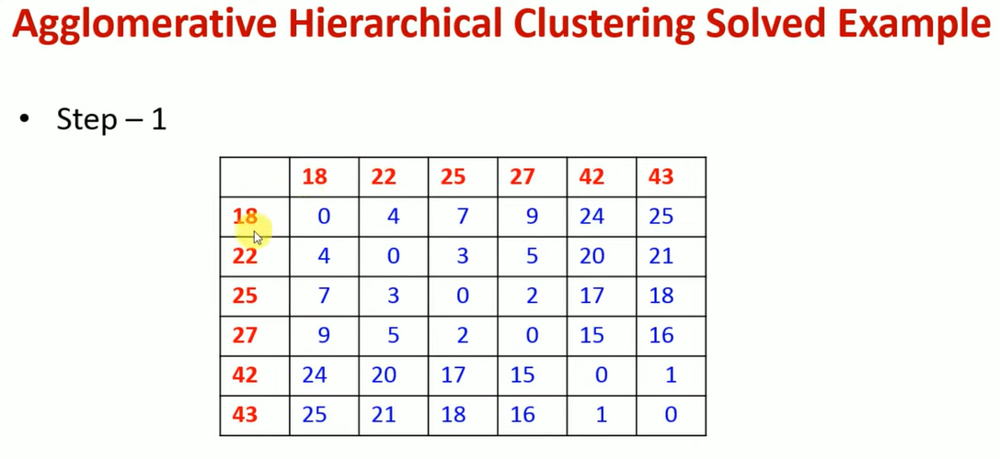 Agglomerative Hierarchical Clustering Solved Example
• Step – 1
18 22 25 27 42 43
18 0 4 7 9 24 25
22 4 0 3 5 20 21
25 7 3 0 2 17 18
27 9 5 2 0 15 16
42 24 20 17 15 0 1
43 25 21 18 16 1 0